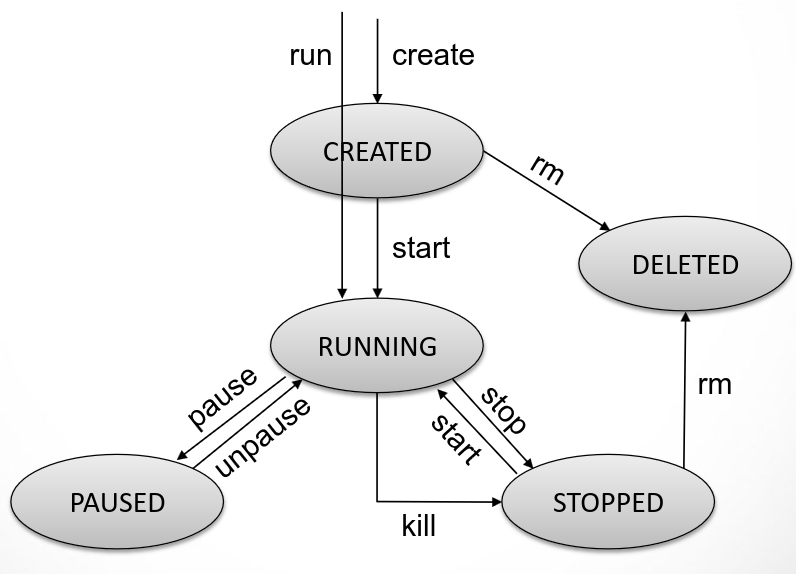 run
create
CREATED
rm
start
DELETED
RUNNING
pause
unpause
stop
start
rm
PAUSED
STOPPED
kill